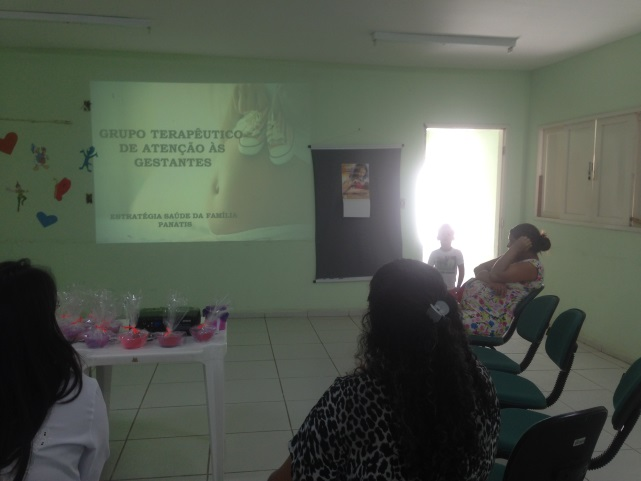 GRUPO TERAPÊUTICO
DE ATENÇÃO ÀS
GESTANTES
ESTRATÉGIA SAÚDE DA FAMÍLIA
PANATIS